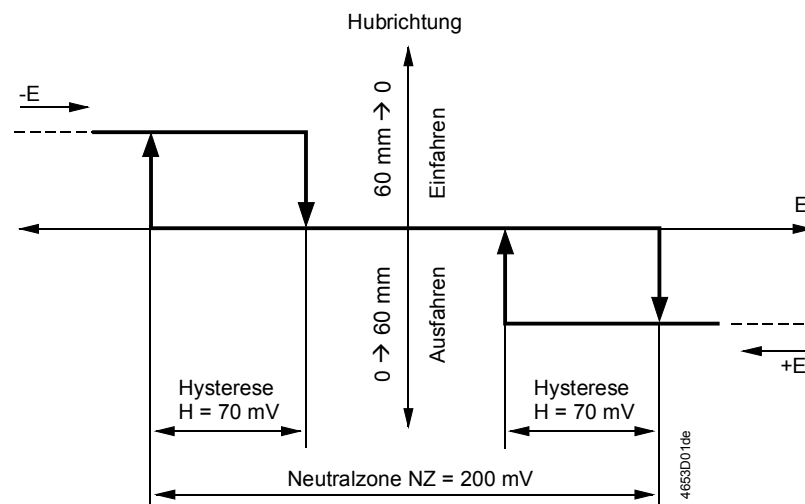 Hubrichtung
-E
60 mm → 0
Einfahren
E
0 → 60 mm
Ausfahren
+E
Hysterese
H = 70 mV
Hysterese
H = 70 mV
Neutralzone NZ = 200 mV
4653D01de